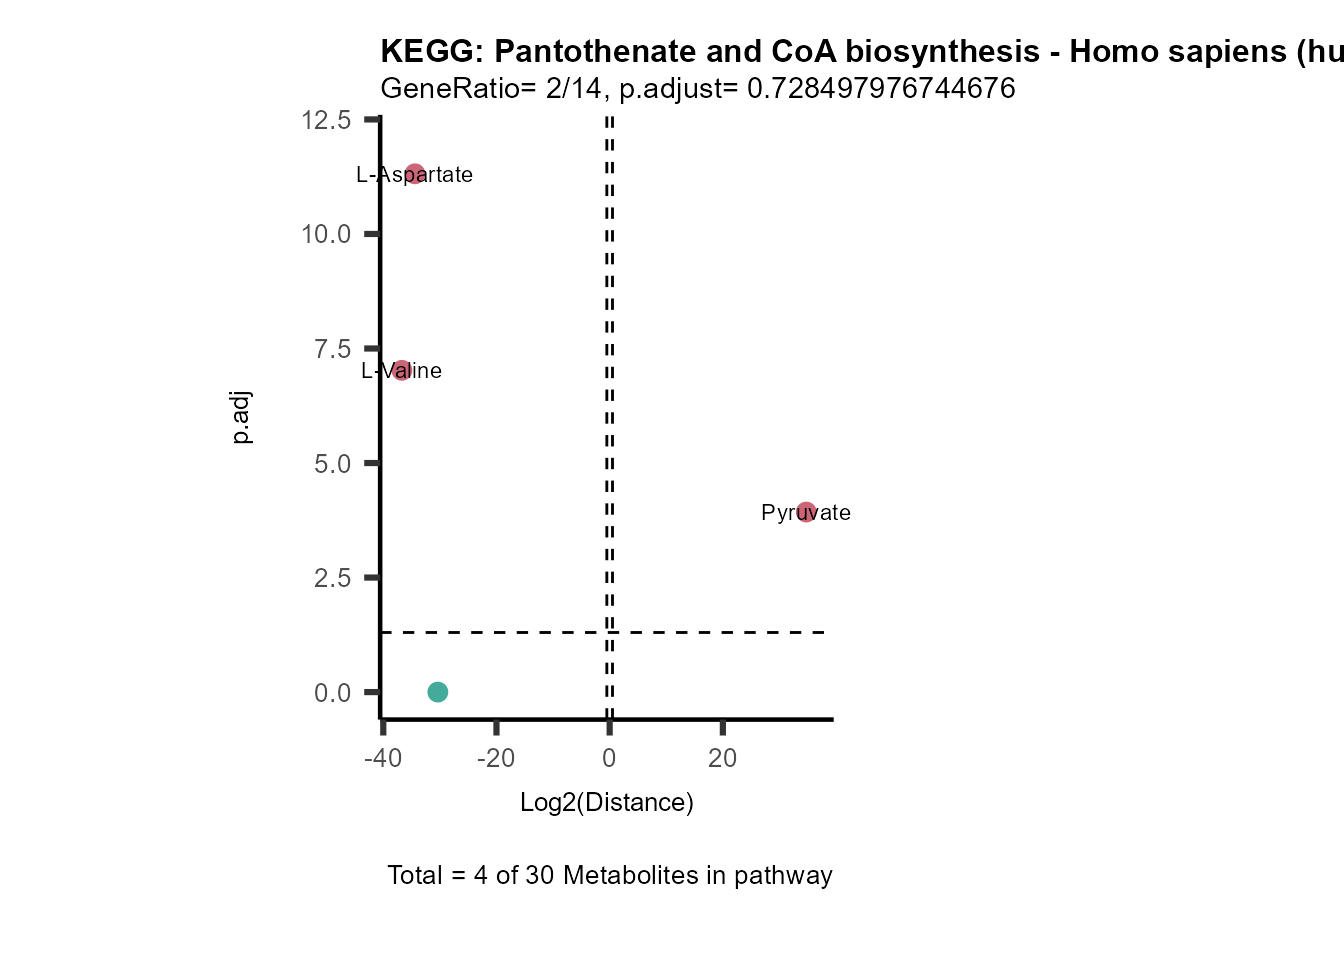 KEGG: Pantothenate and CoA biosynthesis - Homo sapiens (hu
GeneRatio= 2/14, p.adjust= 0.728497976744676
12.5
L-Aspartate
10.0
7.5
L-Valine
p.adj
5.0
Pyruvate
2.5
0.0
-40 -20 0 20
Log2(Distance)
Total = 4 of 30 Metabolites in pathway